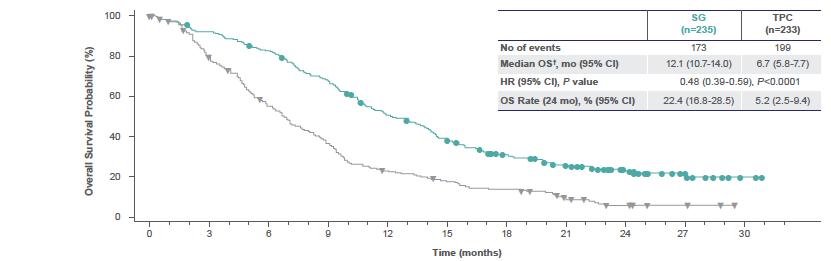 SG TPC
(n=235) (n=233)
No of events 173 199
Median OS†, mo (95% CI) 12.1 (10.7-14.0) 6.7 (5.8-7.7)
HR (95% CI), P value 0.48 (0.39-0.59), P<0.0001
OS Rate (24 mo), % (95% CI) 22.4 (16.8-28.5) 5.2 (2.5-9.4)
Overall Survival Probability (%)
100
80
60
40
20
0
0 3 6 9 12 15 18 21 24 27 30
Time (months)